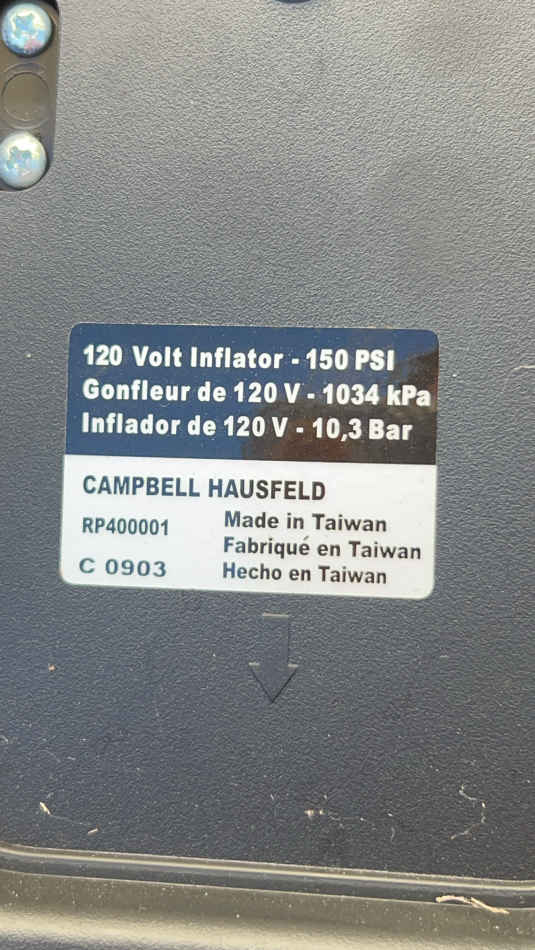 120 Volt Inflator - 150 PSI
Gonfleur de 120 V - 1034 kPa
Inflador de 120 V - 10,3 Bar
CAMPBELL HAUSFELD
RP400001
Made in Taiwan
Fabriqué en Taiwan
C 0903
Hecho en Taiwan